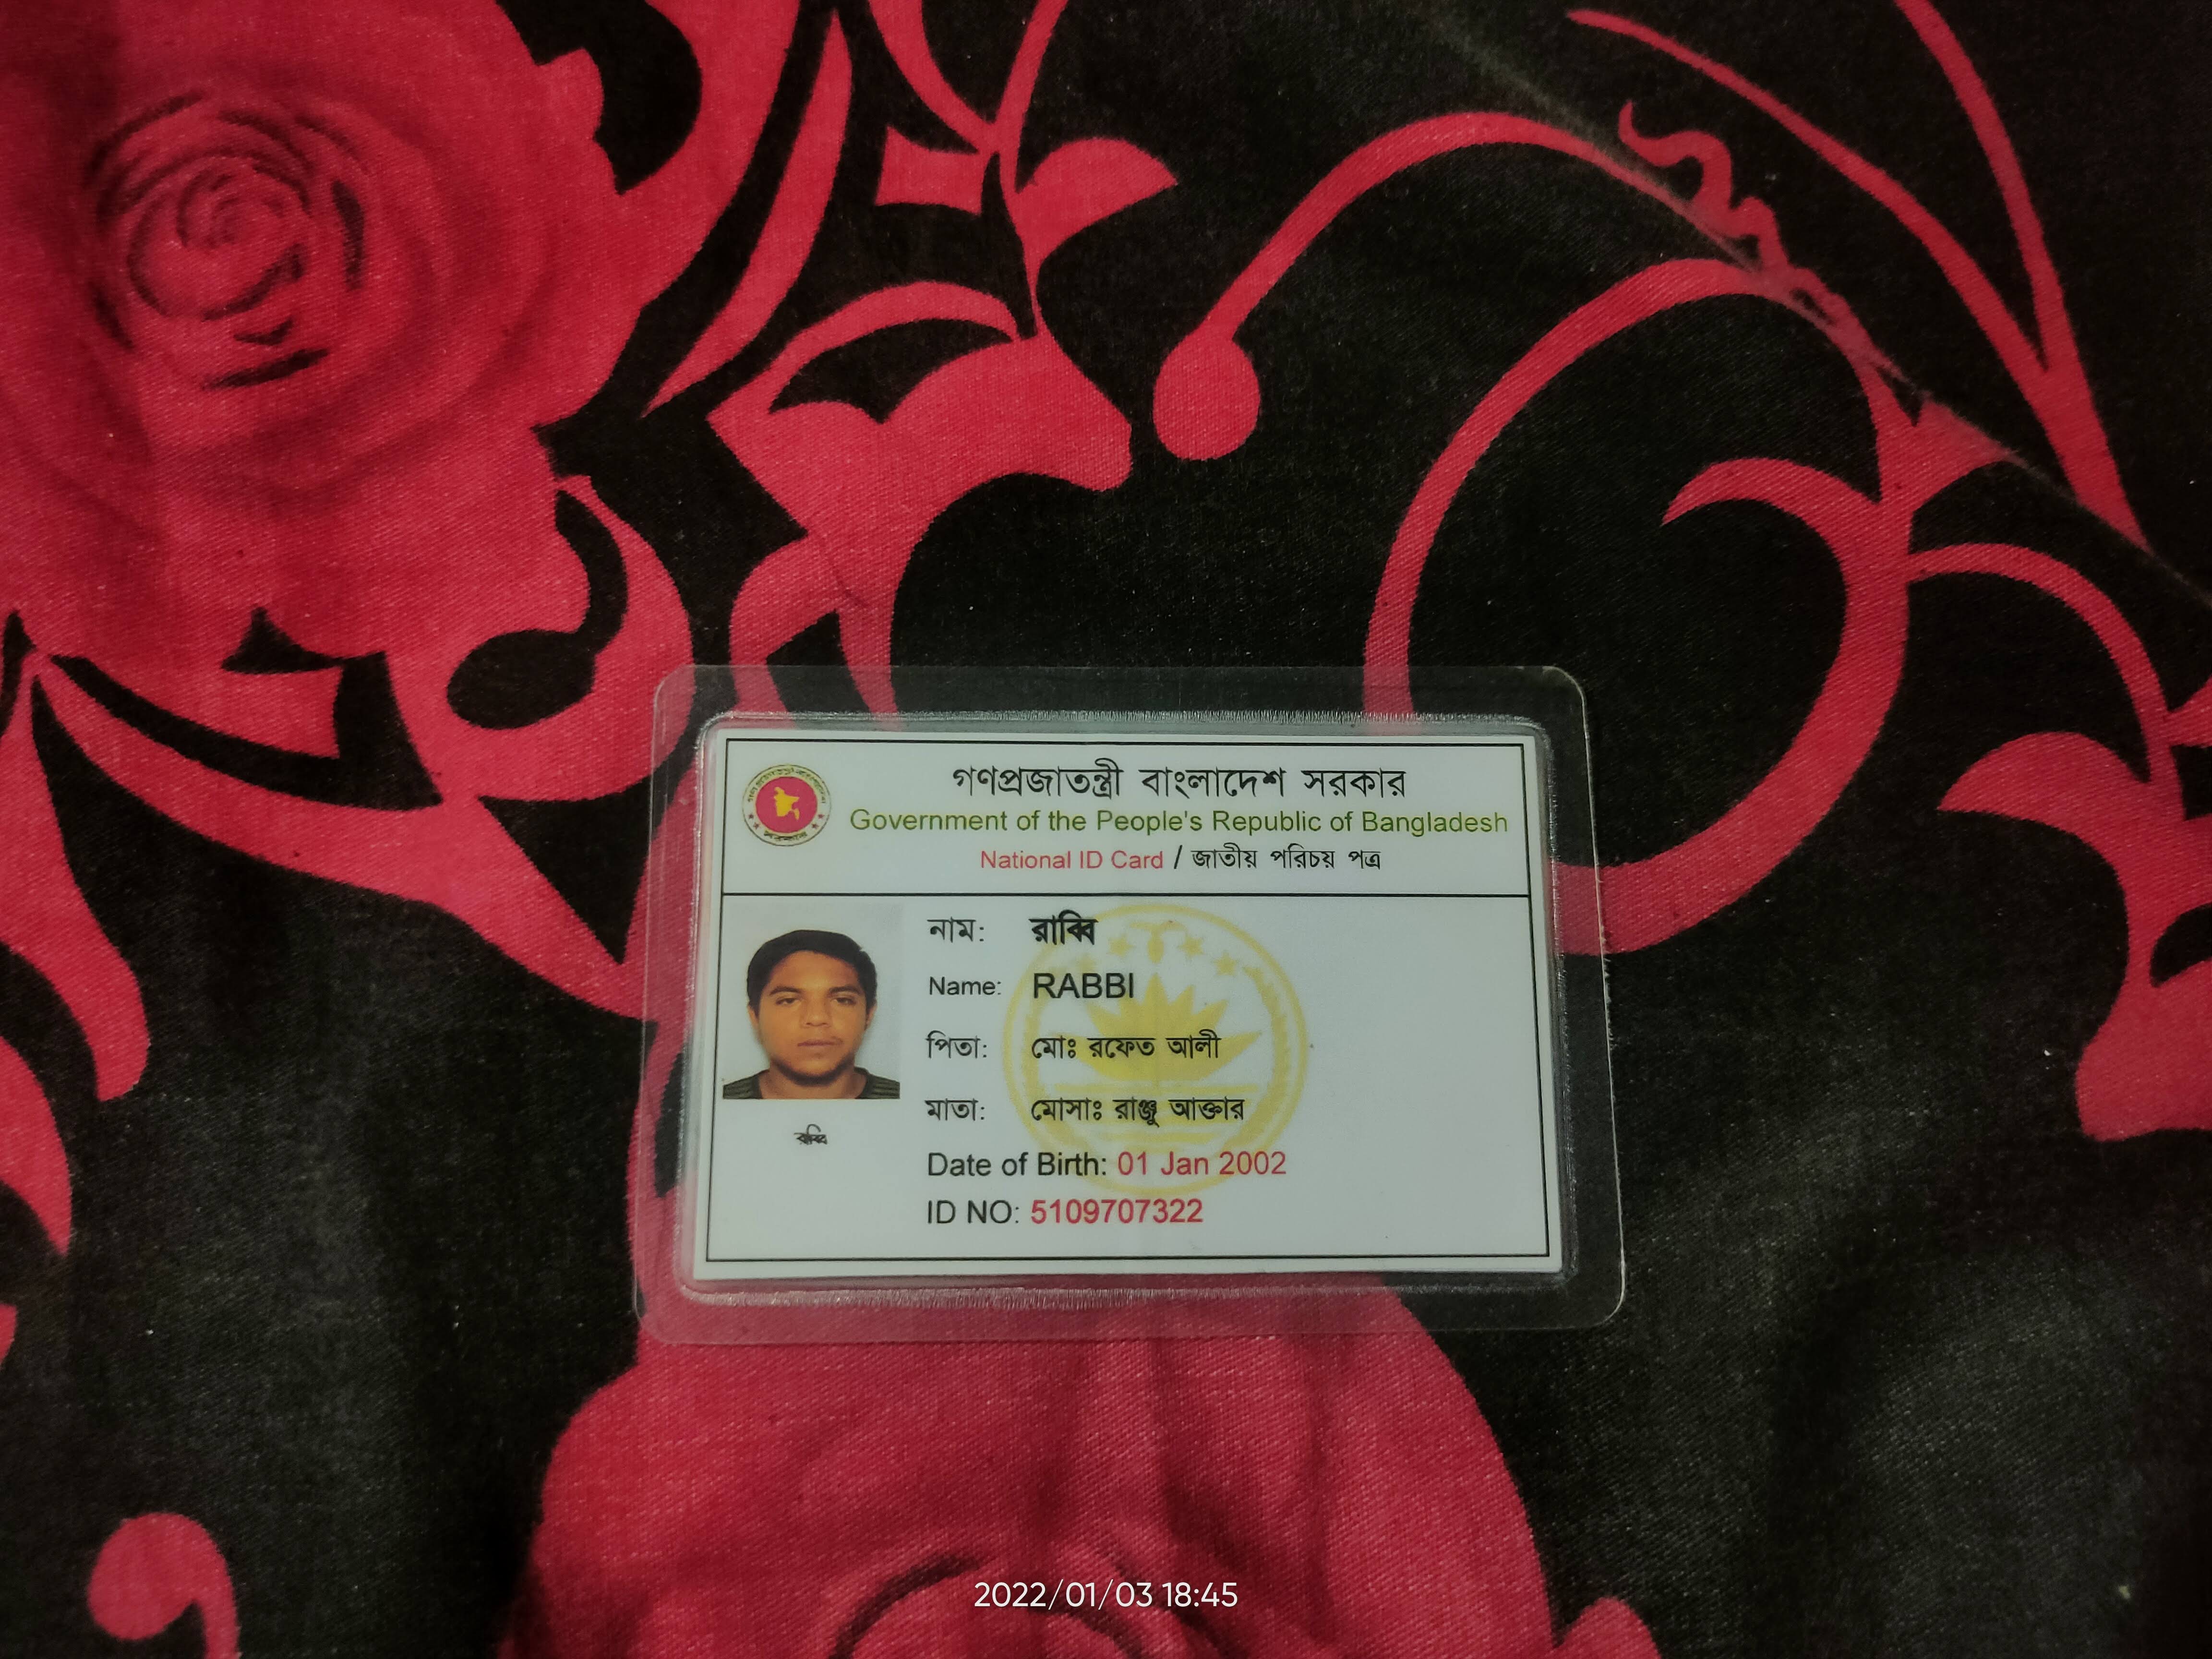 গণপ্রজাতন্ত্রী বাংলাদেশ সরকার
Government of the People's Republic of Bangladesh
National ID Card / জাতীয় পরিচয় পত্র
নাম: রাব্বি
Name: RABBI
পিতা: মোঃ রফেত আলী
মাতা: মোসাঃ রাঞ্জু আক্তার
রাব্বি
Date of Birth: 01 Jan 2002
ID NO: 5109707322
2022/01/03 18:45